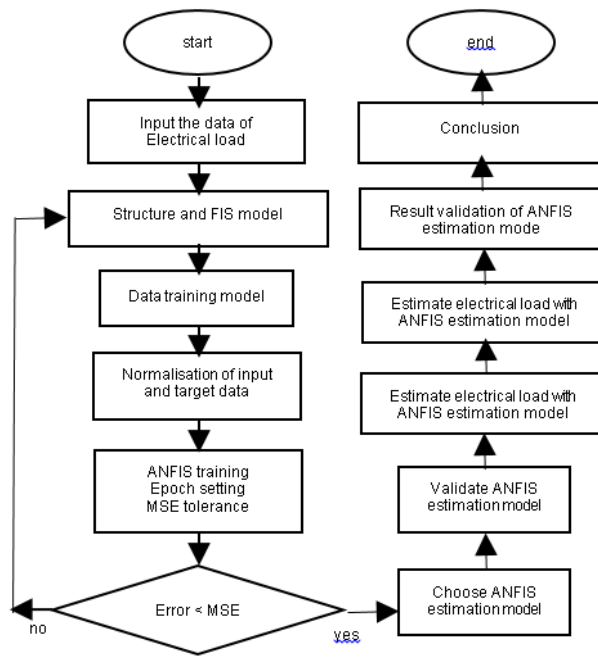 start
Input the data of
Electrical load
Structure and FIS model
Data training model
Normalisation of input
and target data
ANFIS training
Epoch setting
MSE tolerance
Error < MSE
no
yes
Choose ANFIS
estimation model
Validate ANFIS
estimation model
Estimate electrical load with
ANFIS estimation model
Estimate electrical load with
ANFIS estimation model
Result validation of ANFIS
estimation mode
Conclusion
end